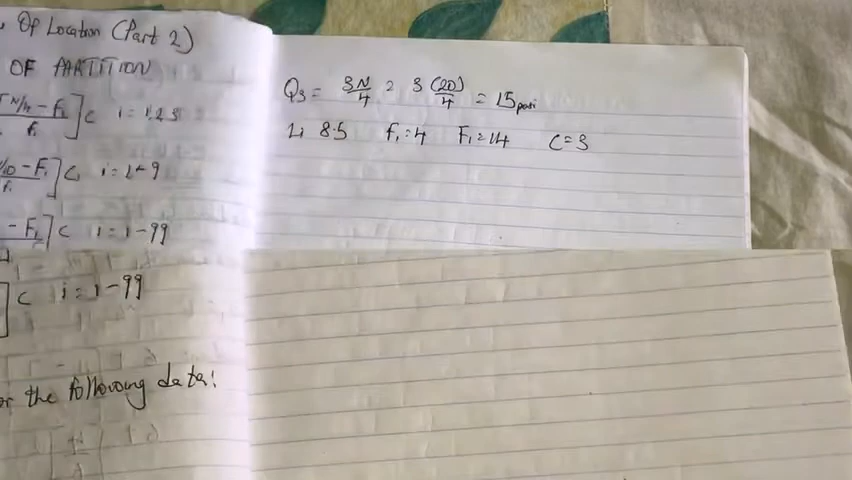 Of Location (Part 2)
OF PARTITION
N/4 - F₁ ]C i = 1,2,3
f₁
/10 - F₁ ]C, i = 1-9
f₁
- F₁ ]C i = 1-99
]C i = 1-99
the following data:
Q₃ = 3N/4 = 3(20)/4 = 15
L₁ 8.5 f₁ = 4 F₁ = 14 C = 3